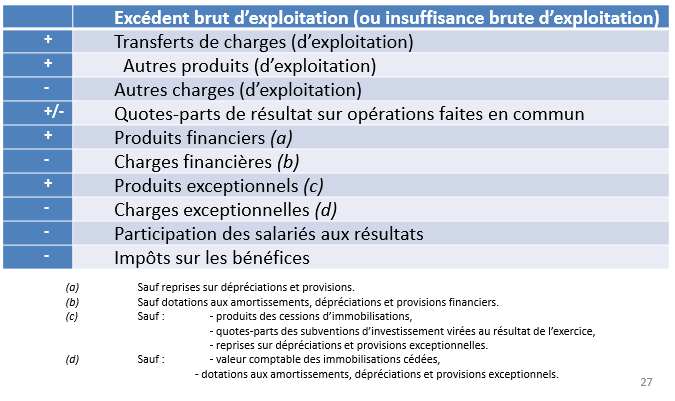 Excédent brut d'exploitation (ou insuffisance brute d'exploitation)
+ Transferts de charges (d'exploitation)
+ Autres produits (d'exploitation)
- Autres charges (d'exploitation)
+/- Quotes-parts de résultat sur opérations faites en commun
+ Produits financiers (a)
- Charges financières (b)
+ Produits exceptionnels (c)
- Charges exceptionnelles (d)
- Participation des salariés aux résultats
- Impôts sur les bénéfices
(a) Sauf reprises sur dépréciations et provisions.
(b) Sauf dotations aux amortissements, dépréciations et provisions financiers.
(c) Sauf : - produits des cessions d'immobilisations,
- quotes-parts des subventions d'investissement virées au résultat de l'exercice,
- reprises sur dépréciations et provisions exceptionnelles.
(d) Sauf : - valeur comptable des immobilisations cédées,
- dotations aux amortissements, dépréciations et provisions exceptionnels.
27